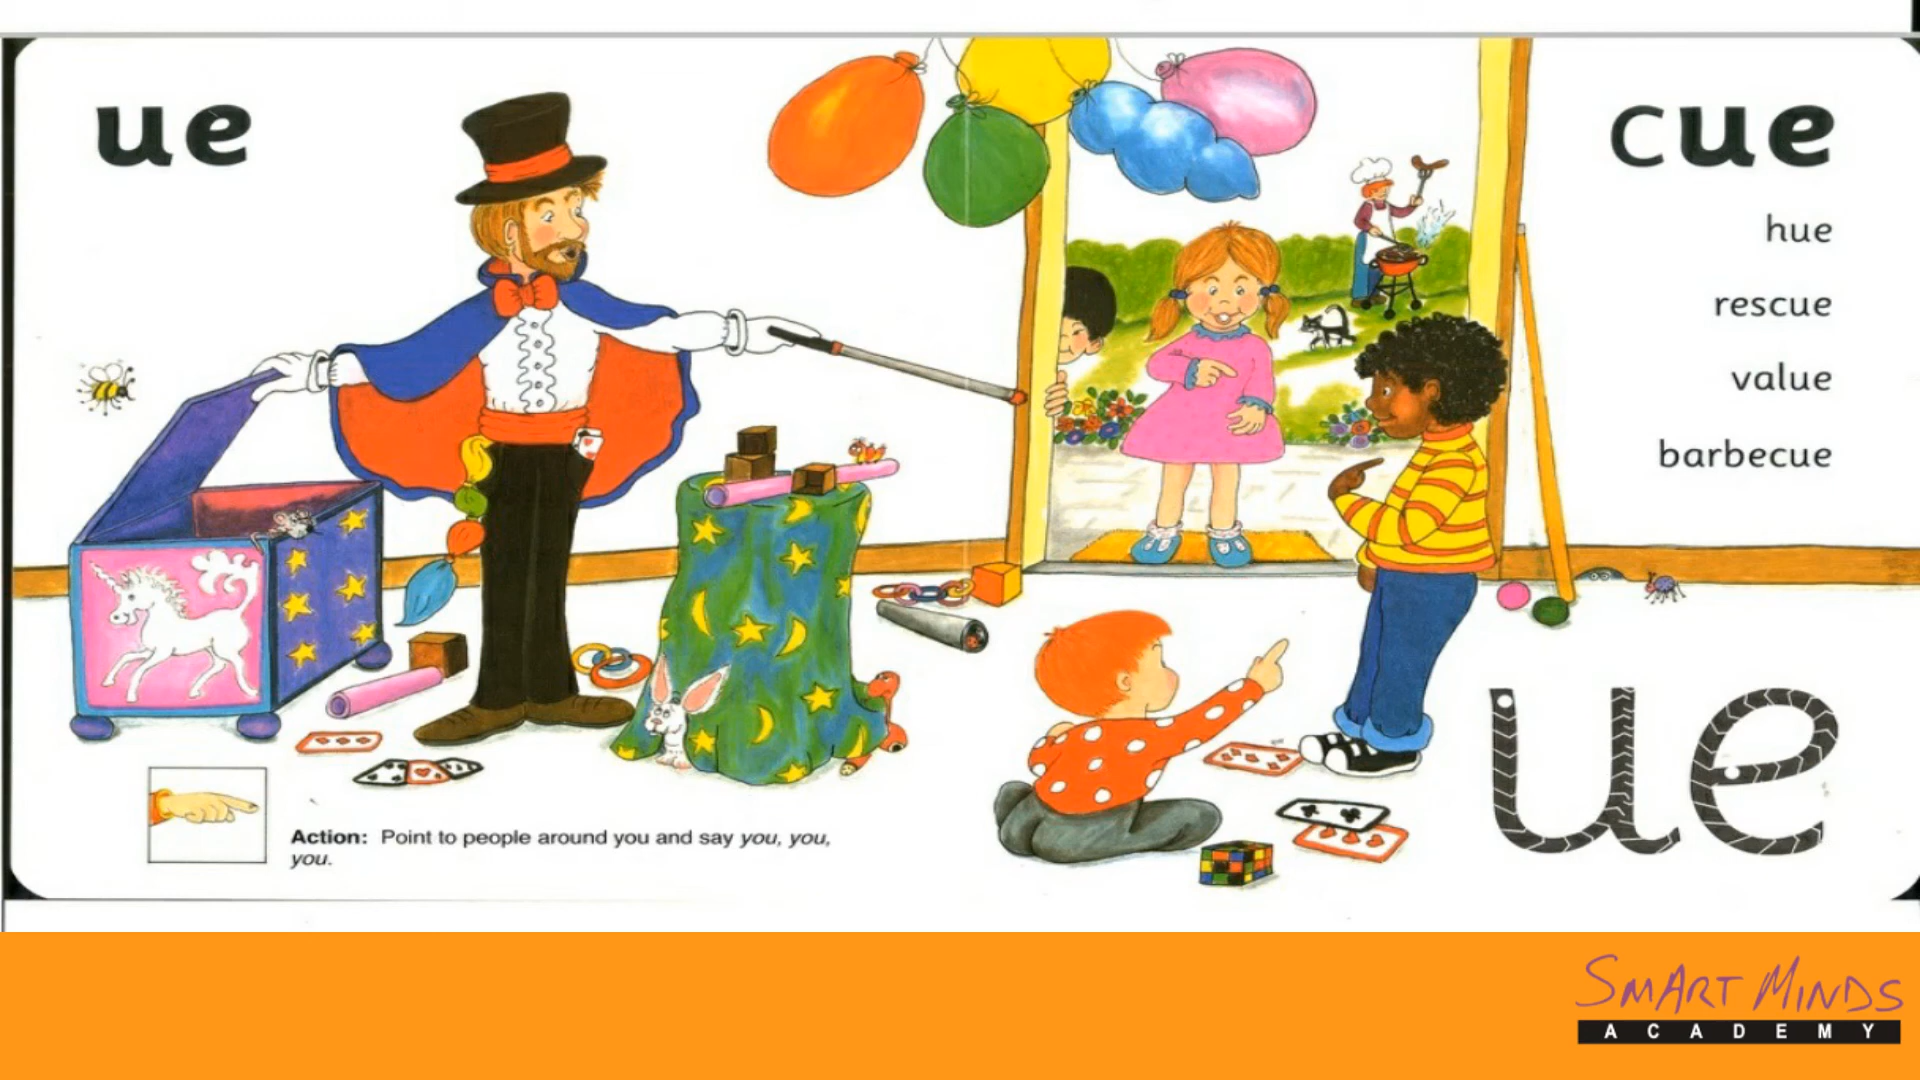 ue
cue
hue
rescue
value
barbecue
ue
Action: Point to people around you and say you, you,
you.
SMART MINDS
ACADEMY